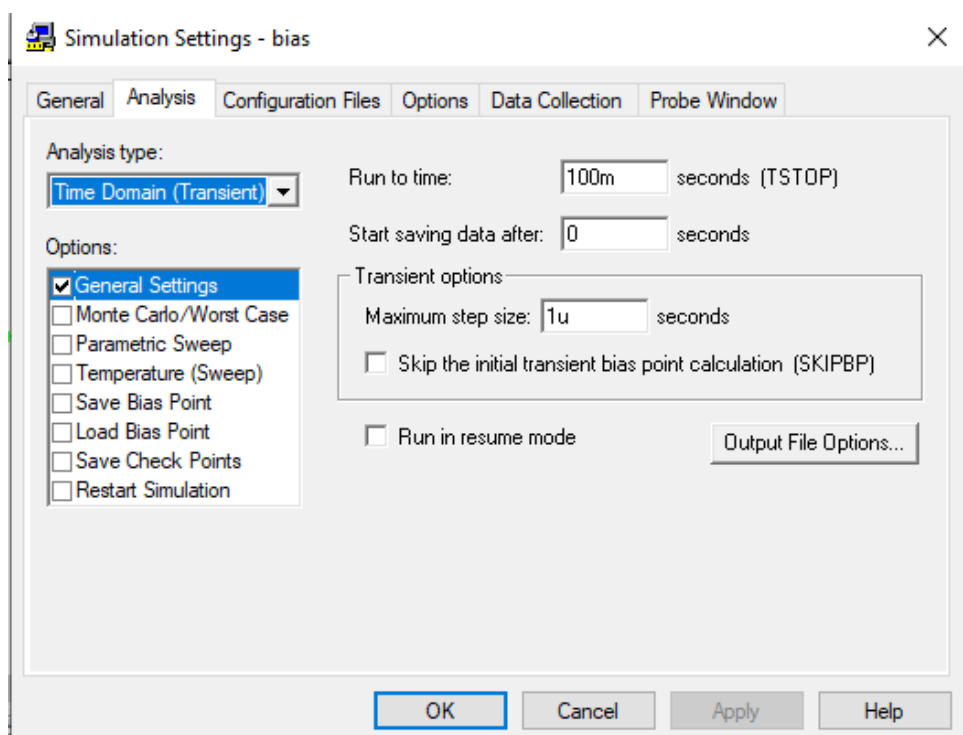 Simulation Settings - bias
General Analysis Configuration Files Options Data Collection Probe Window
Analysis type:
Time Domain (Transient)
Options:
General Settings
Monte Carlo/Worst Case
Parametric Sweep
Temperature (Sweep)
Save Bias Point
Load Bias Point
Save Check Points
Restart Simulation
Run to time: 100m seconds (TSTOP)
Start saving data after: 0 seconds
Transient options
Maximum step size: 1u seconds
Skip the initial transient bias point calculation (SKIPBP)
Run in resume mode
Output File Options...
OK Cancel Apply Help